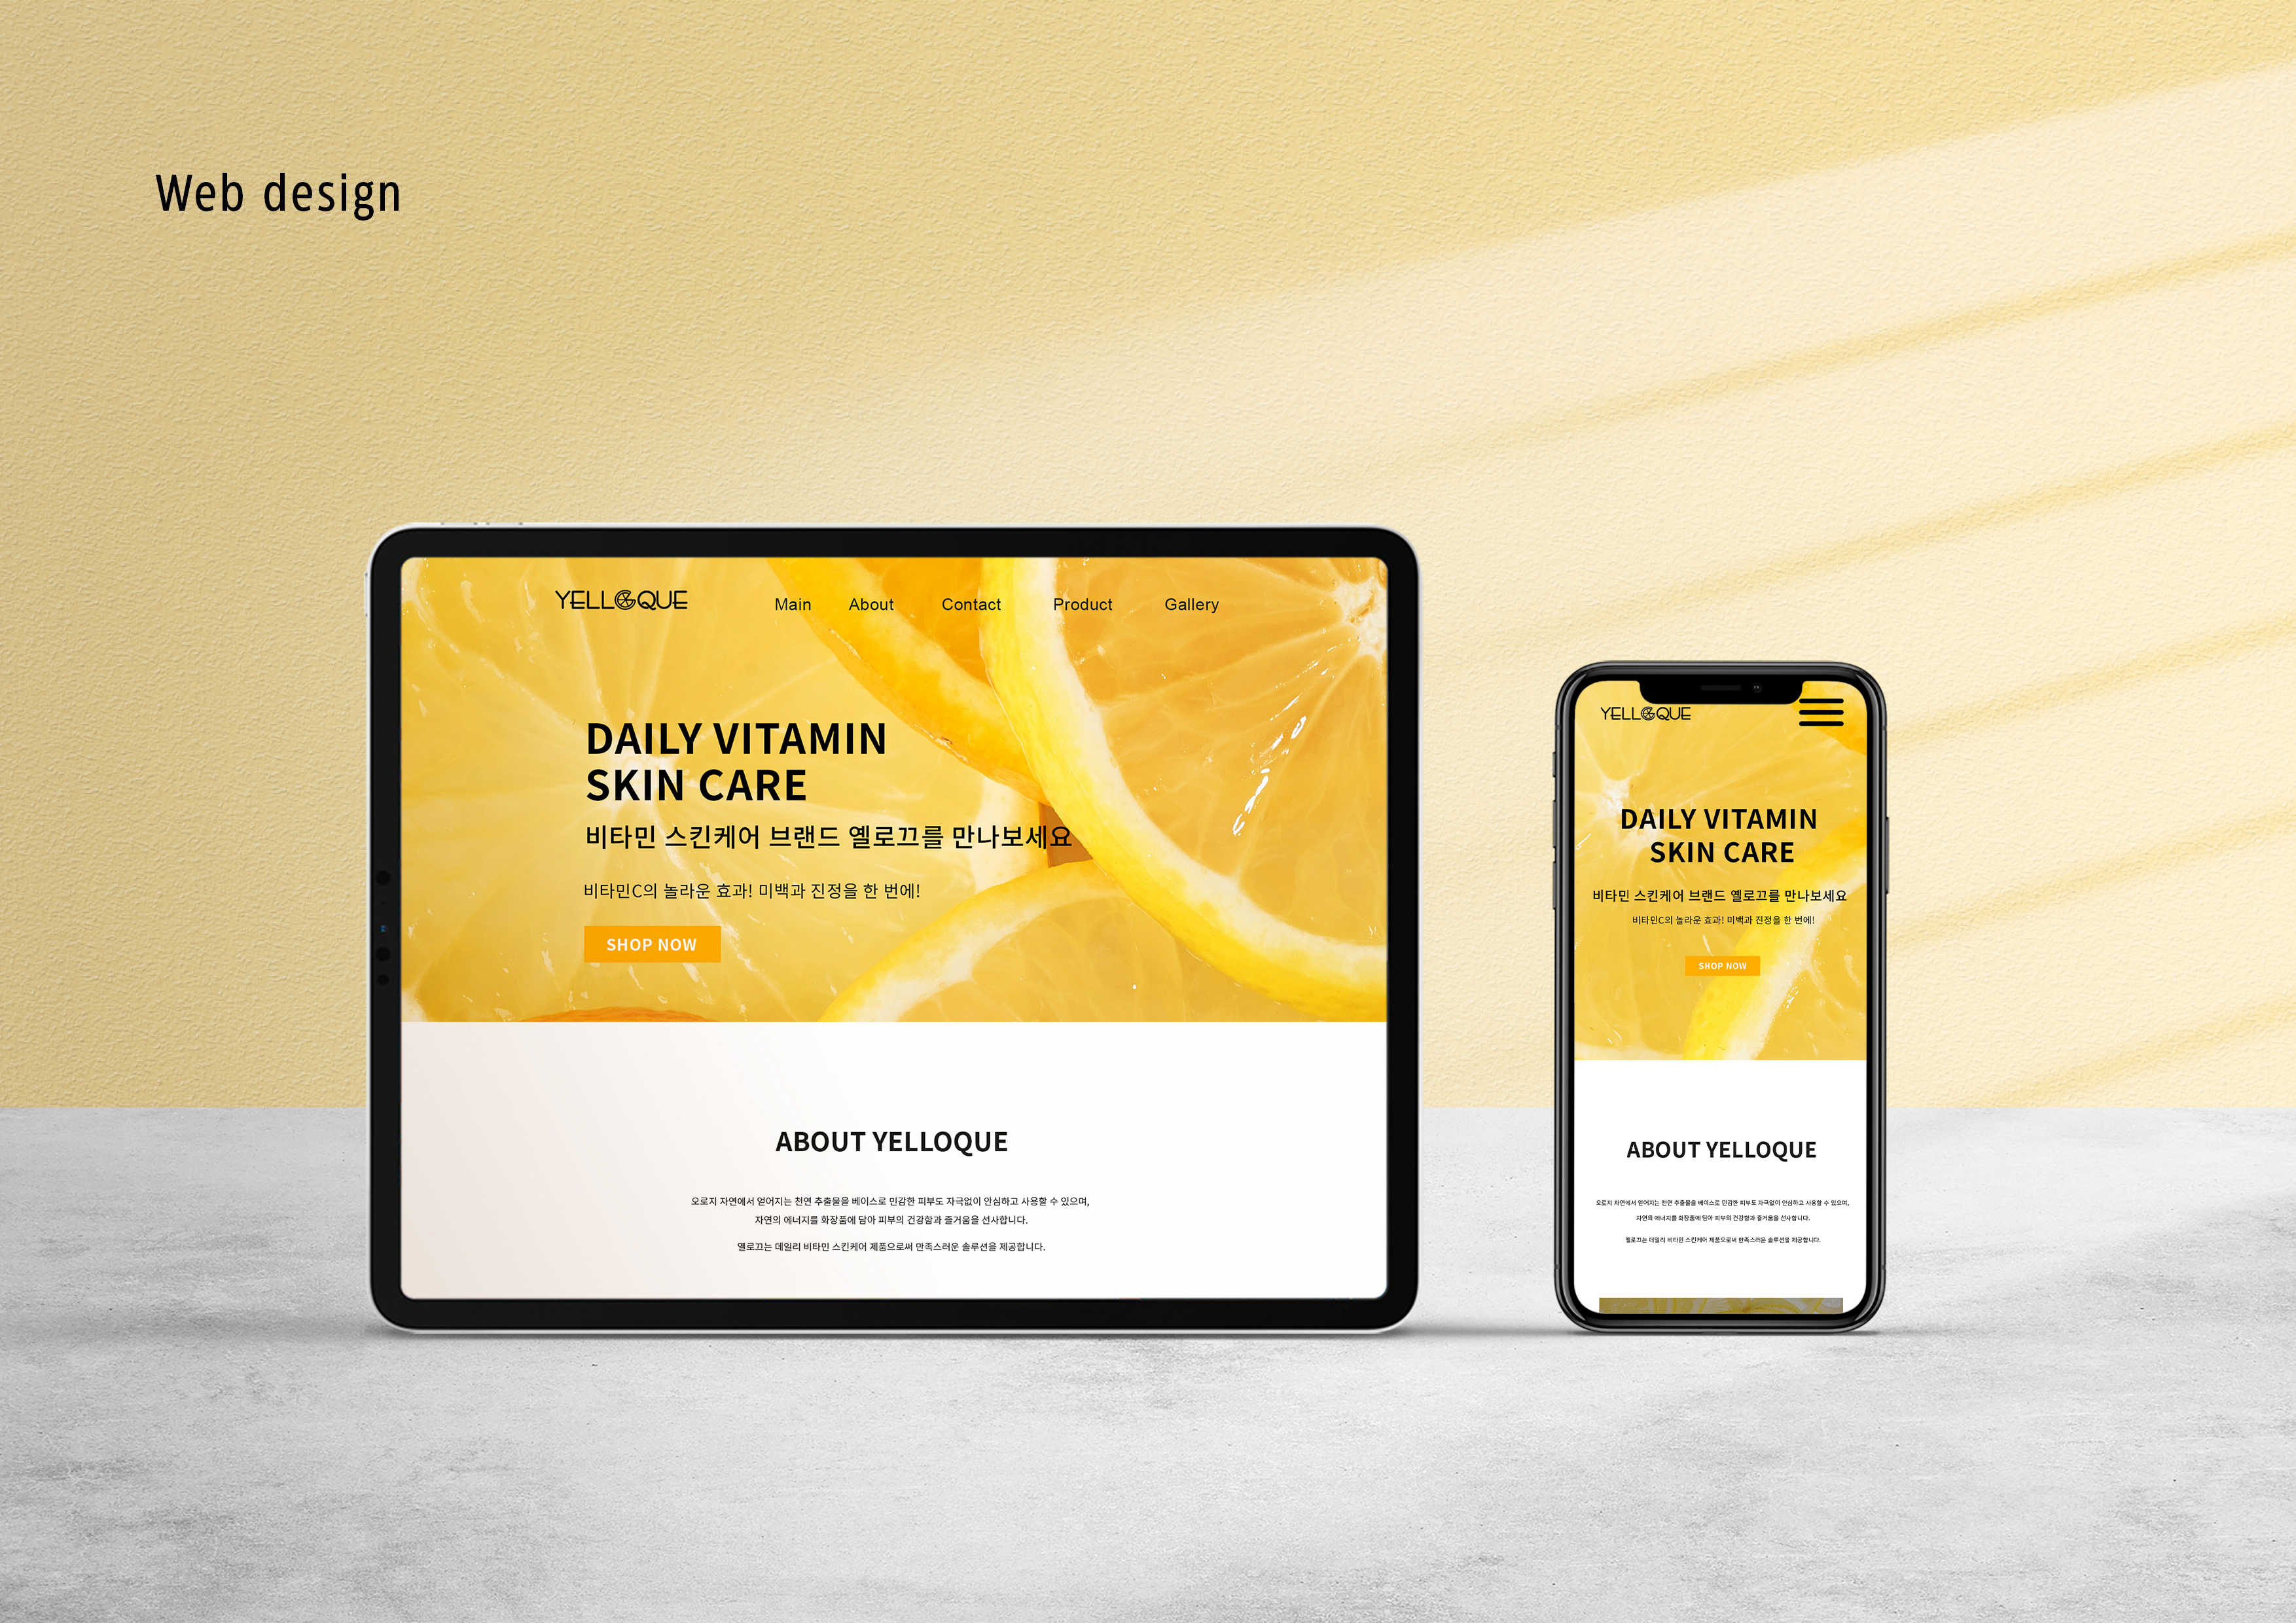 Web design
YELLOQUE
Main About Contact Product Gallery
DAILY VITAMIN
SKIN CARE
비타민 스킨케어 브랜드 옐로끄를 만나보세요
비타민C의 놀라운 효과! 미백과 진정을 한 번에!
SHOP NOW
ABOUT YELLOQUE
오로지 자연에서 얻어지는 천연 추출물을 베이스로 민감한 피부도 자극없이 안심하고 사용할 수 있으며,
자연의 에너지를 화장품에 담아 피부의 건강함과 즐거움을 선사합니다.
옐로끄는 데일리 비타민 스킨케어 제품으로써 만족스러운 솔루션을 제공합니다.
YELLOQUE
DAILY VITAMIN
SKIN CARE
비타민 스킨케어 브랜드 옐로끄를 만나보세요
비타민C의 놀라운 효과! 미백과 진정을 한 번에!
SHOP NOW
ABOUT YELLOQUE
오로지 자연에서 얻어지는 천연 추출물을 베이스로 민감한 피부도 자극없이 안심하고 사용할 수 있으며,
자연의 에너지를 화장품에 담아 피부의 건강함과 즐거움을 선사합니다.
옐로끄는 데일리 비타민 스킨케어 제품으로써 만족스러운 솔루션을 제공합니다.